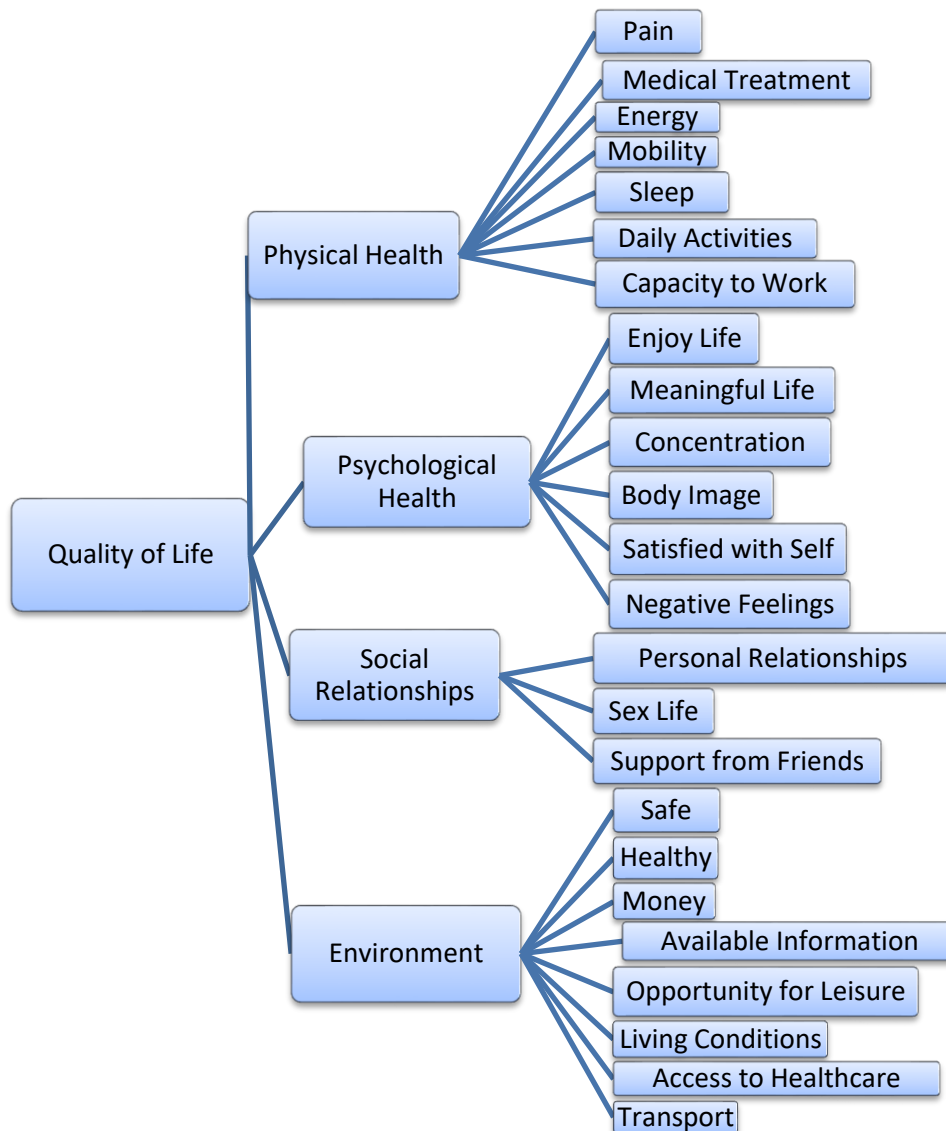 Quality of Life
Physical Health
Pain
Medical Treatment
Energy
Mobility
Sleep
Daily Activities
Capacity to Work
Psychological
Health
Enjoy Life
Meaningful Life
Concentration
Body Image
Satisfied with Self
Negative Feelings
Social
Relationships
Personal Relationships
Sex Life
Support from Friends
Environment
Safe
Healthy
Money
Available Information
Opportunity for Leisure
Living Conditions
Access to Healthcare
Transport